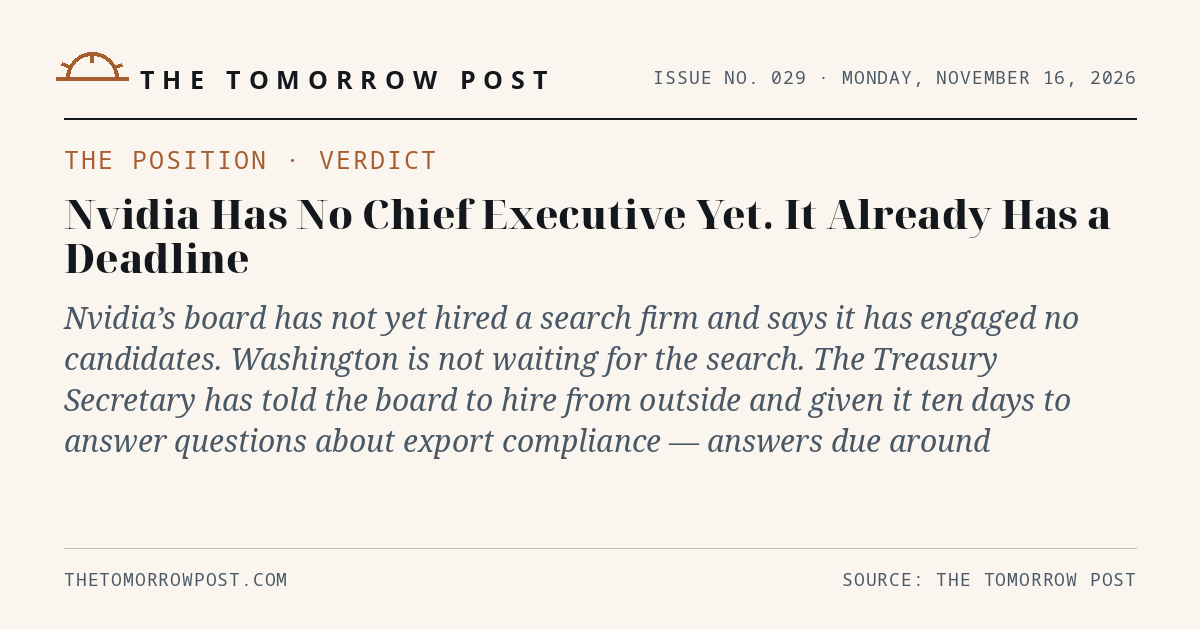 THE TOMORROW POST
ISSUE NO. 029 · MONDAY, NOVEMBER 16, 2026
THE POSITION · VERDICT
Nvidia Has No Chief Executive Yet. It Already Has a
Deadline
Nvidia’s board has not yet hired a search firm and says it has engaged no
candidates. Washington is not waiting for the search. The Treasury
Secretary has told the board to hire from outside and given it ten days to
answer questions about export compliance — answers due around
THETOMORROWPOST.COM
SOURCE: THE TOMORROW POST